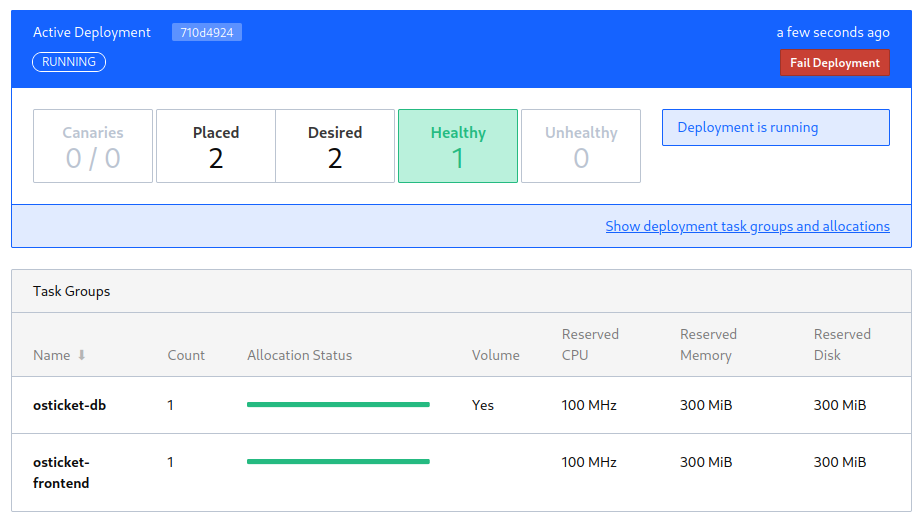 Active Deployment 710d4924 a few seconds ago
RUNNING Fail Deployment
Canaries Placed Desired Healthy Unhealthy Deployment is running
0 / 0 2 2 1 0
Show deployment task groups and allocations
Task Groups
Name ⬇ Count Allocation Status Volume Reserved CPU Reserved Memory Reserved Disk
osticket-db 1 Yes 100 MHz 300 MiB 300 MiB
osticket- 1 100 MHz 300 MiB 300 MiB
frontend